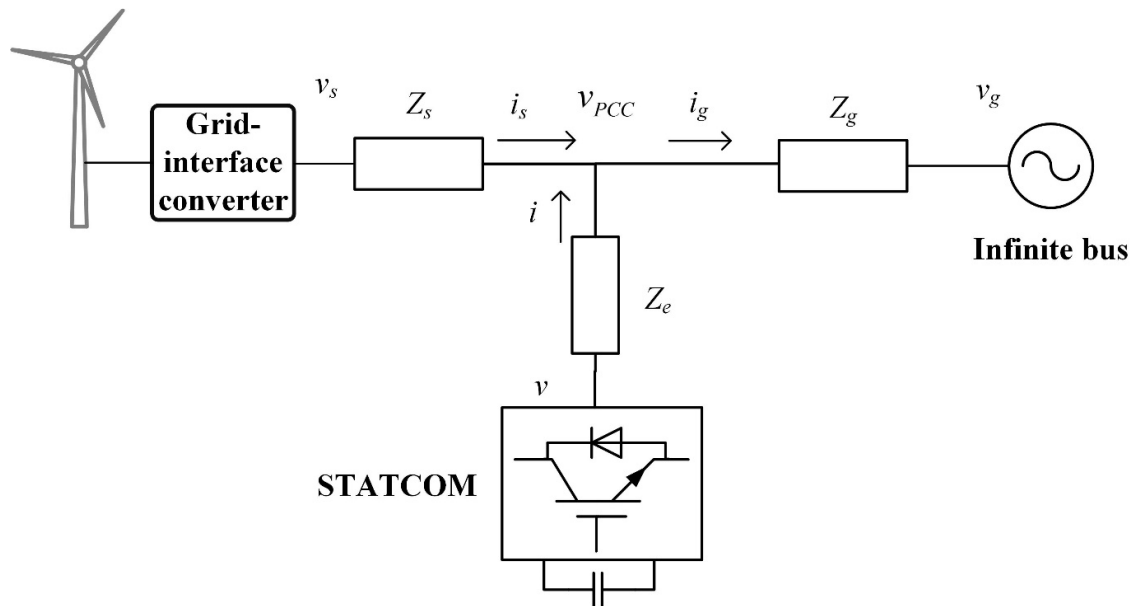 v_s
Z_s
i_s
v_PCC
i_g
Z_g
v_g
Grid-
interface
converter
i
Infinite bus
Z_e
v
STATCOM